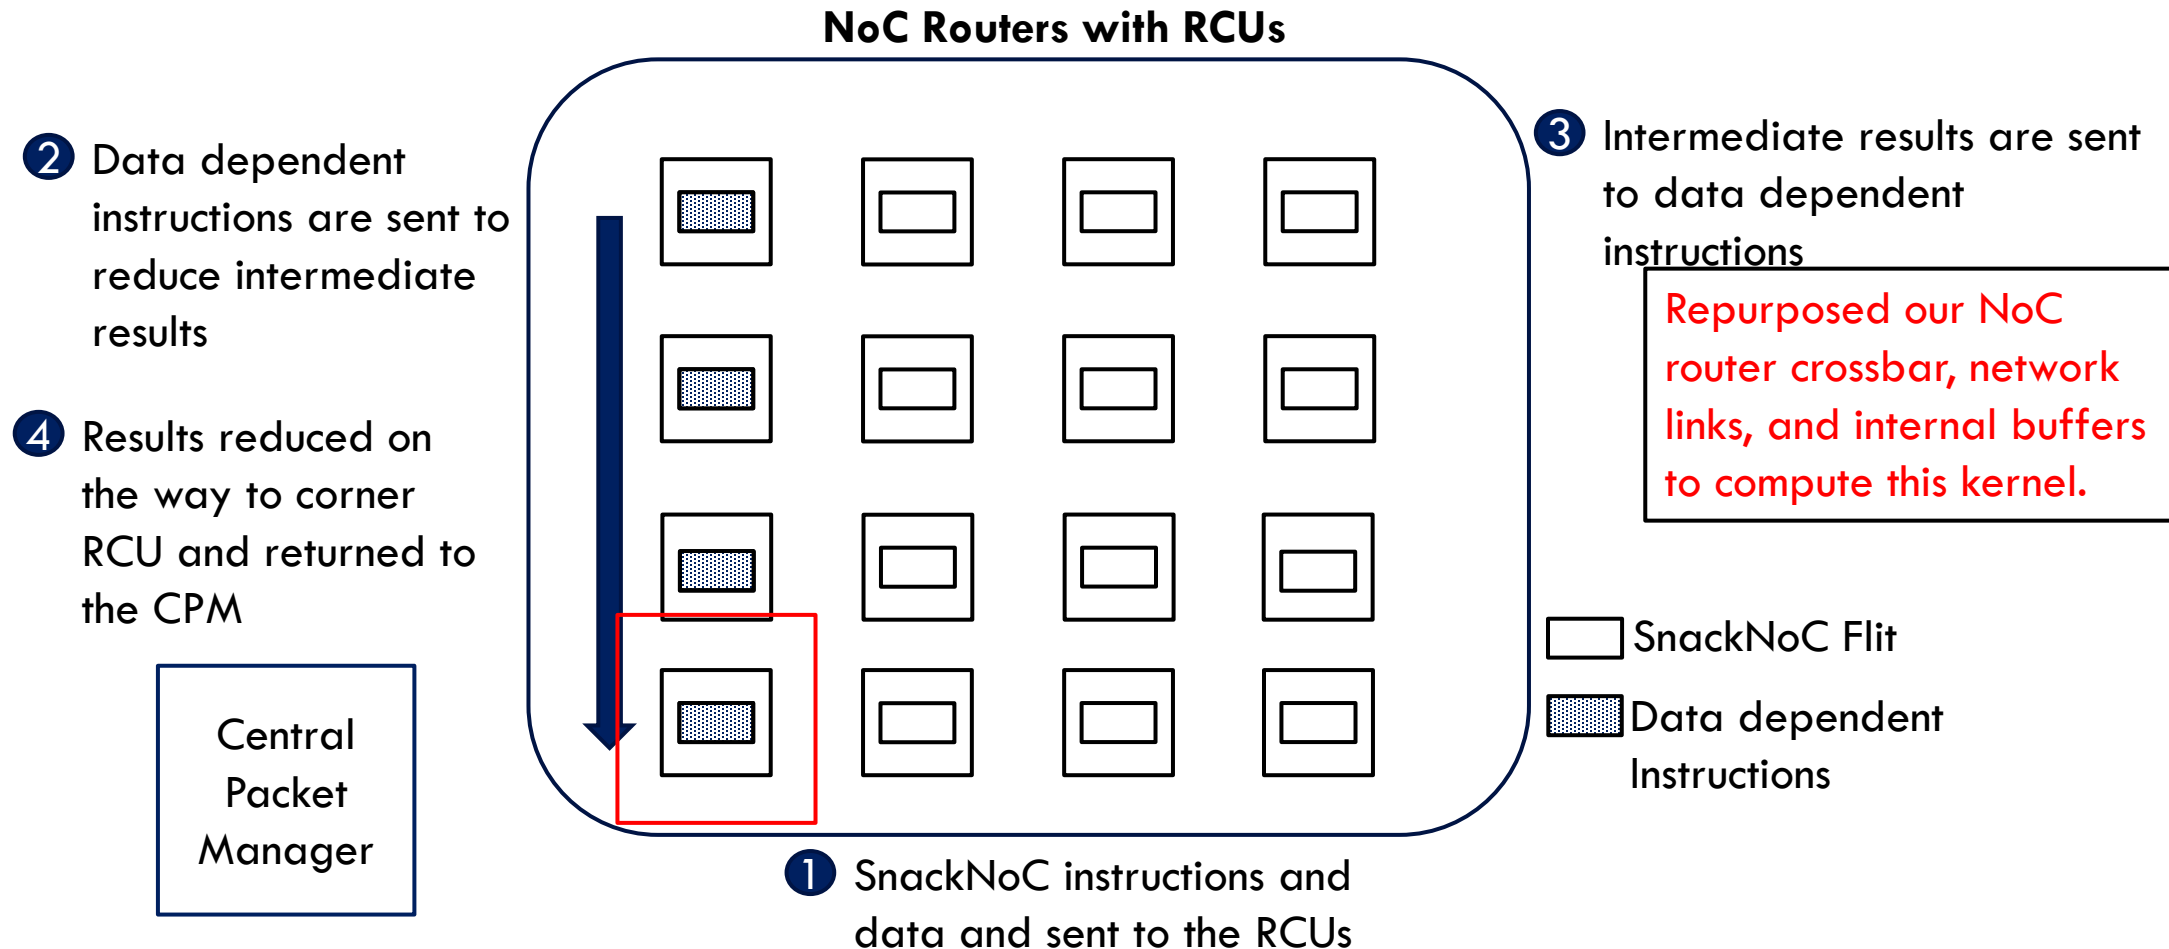 NoC Routers with RCUs
2 Data dependent
instructions are sent to
reduce intermediate
results
4 Results reduced on
the way to corner
RCU and returned to
the CPM
Central
Packet
Manager
1 SnackNoC instructions and
data and sent to the RCUs
3 Intermediate results are sent
to data dependent
instructions
Repurposed our NoC
router crossbar, network
links, and internal buffers
to compute this kernel.
SnackNoC Flit
Data dependent
Instructions